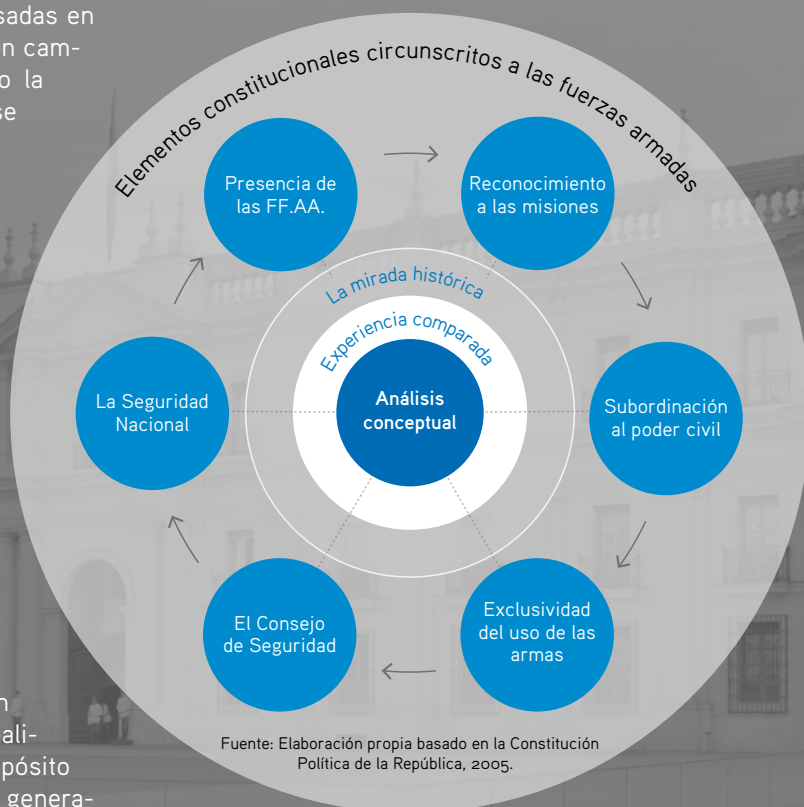 sadas en
n cam-
o la
se
Elementos constitucionales circunscritos a las fuerzas armadas
Presencia de
las FF.AA.
Reconocimiento
a las misiones
La mirada histórica
Experiencia comparada
Análisis
conceptual
La Seguridad
Nacional
Subordinación
al poder civil
El Consejo
de Seguridad
Exclusividad
del uso de las
armas
n
ali-
pósito
genera-
Fuente: Elaboración propia basado en la Constitución
Política de la República, 2005.